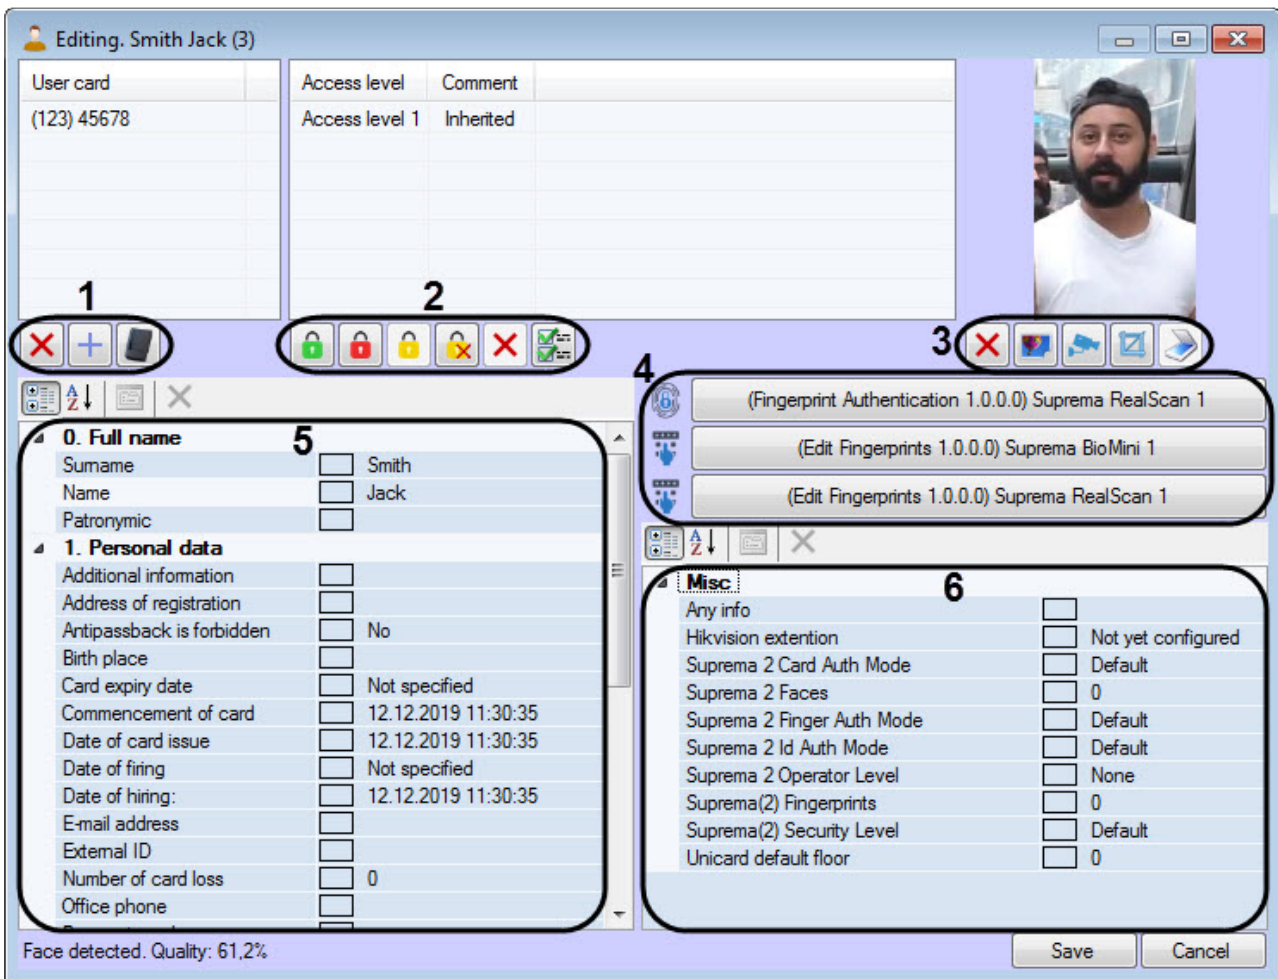 Editing. Smith Jack (3)
User card
(123) 45678
Access level Comment
Access level 1 Inherited
1
2
3
4
(Fingerprint Authentication 1.0.0.0) Suprema RealScan 1
(Edit Fingerprints 1.0.0.0) Suprema BioMini 1
(Edit Fingerprints 1.0.0.0) Suprema RealScan 1
A
Z
5
0. Full name
Surname Smith
Name Jack
Patronymic
1. Personal data
Additional information
Address of registration
Antipassback is forbidden No
Birth place
Card expiry date Not specified
Commencement of card 12.12.2019 11:30:35
Date of card issue 12.12.2019 11:30:35
Date of firing Not specified
Date of hiring: 12.12.2019 11:30:35
E-mail address
External ID
Number of card loss 0
Office phone
A
Z
6
Misc
Any info
Hikvision extention Not yet configured
Suprema 2 Card Auth Mode Default
Suprema 2 Faces 0
Suprema 2 Finger Auth Mode Default
Suprema 2 Id Auth Mode Default
Suprema 2 Operator Level None
Suprema(2) Fingerprints 0
Suprema(2) Security Level Default
Unicard default floor 0
Face detected. Quality: 61,2%
Save
Cancel